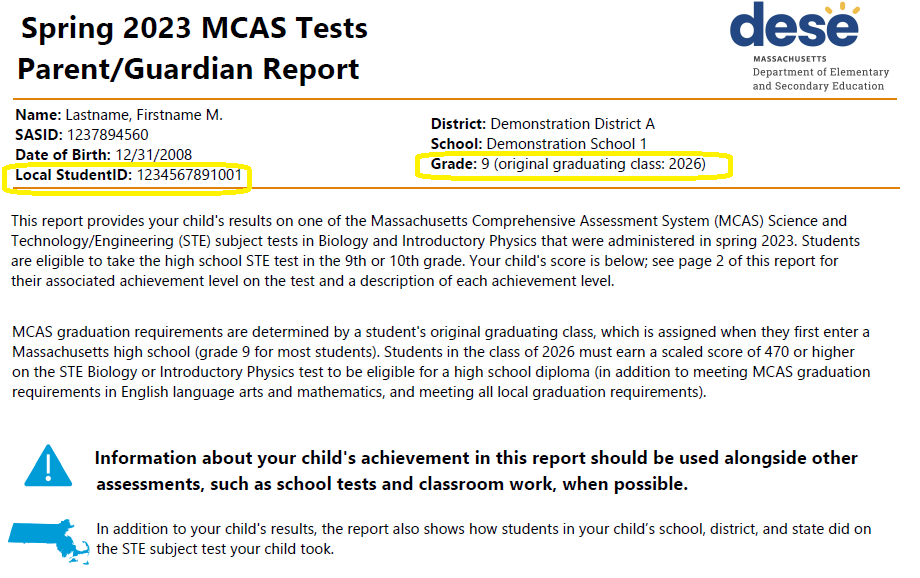 Spring 2023 MCAS Tests
Parent/Guardian Report
dese
MASSACHUSETTS
Department of Elementary
and Secondary Education
Name: Lastname, Firstname M.
SASID: 1237894560
Date of Birth: 12/31/2008
Local StudentID: 1234567891001
District: Demonstration District A
School: Demonstration School 1
Grade: 9 (original graduating class: 2026)
This report provides your child's results on one of the Massachusetts Comprehensive Assessment System (MCAS) Science and
Technology/Engineering (STE) subject tests in Biology and Introductory Physics that were administered in spring 2023. Students
are eligible to take the high school STE test in the 9th or 10th grade. Your child's score is below; see page 2 of this report for
their associated achievement level on the test and a description of each achievement level.
MCAS graduation requirements are determined by a student's original graduating class, which is assigned when they first enter a
Massachusetts high school (grade 9 for most students). Students in the class of 2026 must earn a scaled score of 470 or higher
on the STE Biology or Introductory Physics test to be eligible for a high school diploma (in addition to meeting MCAS graduation
requirements in English language arts and mathematics, and meeting all local graduation requirements).
Information about your child's achievement in this report should be used alongside other
assessments, such as school tests and classroom work, when possible.
In addition to your child's results, the report also shows how students in your child’s school, district, and state did on
the STE subject test your child took.